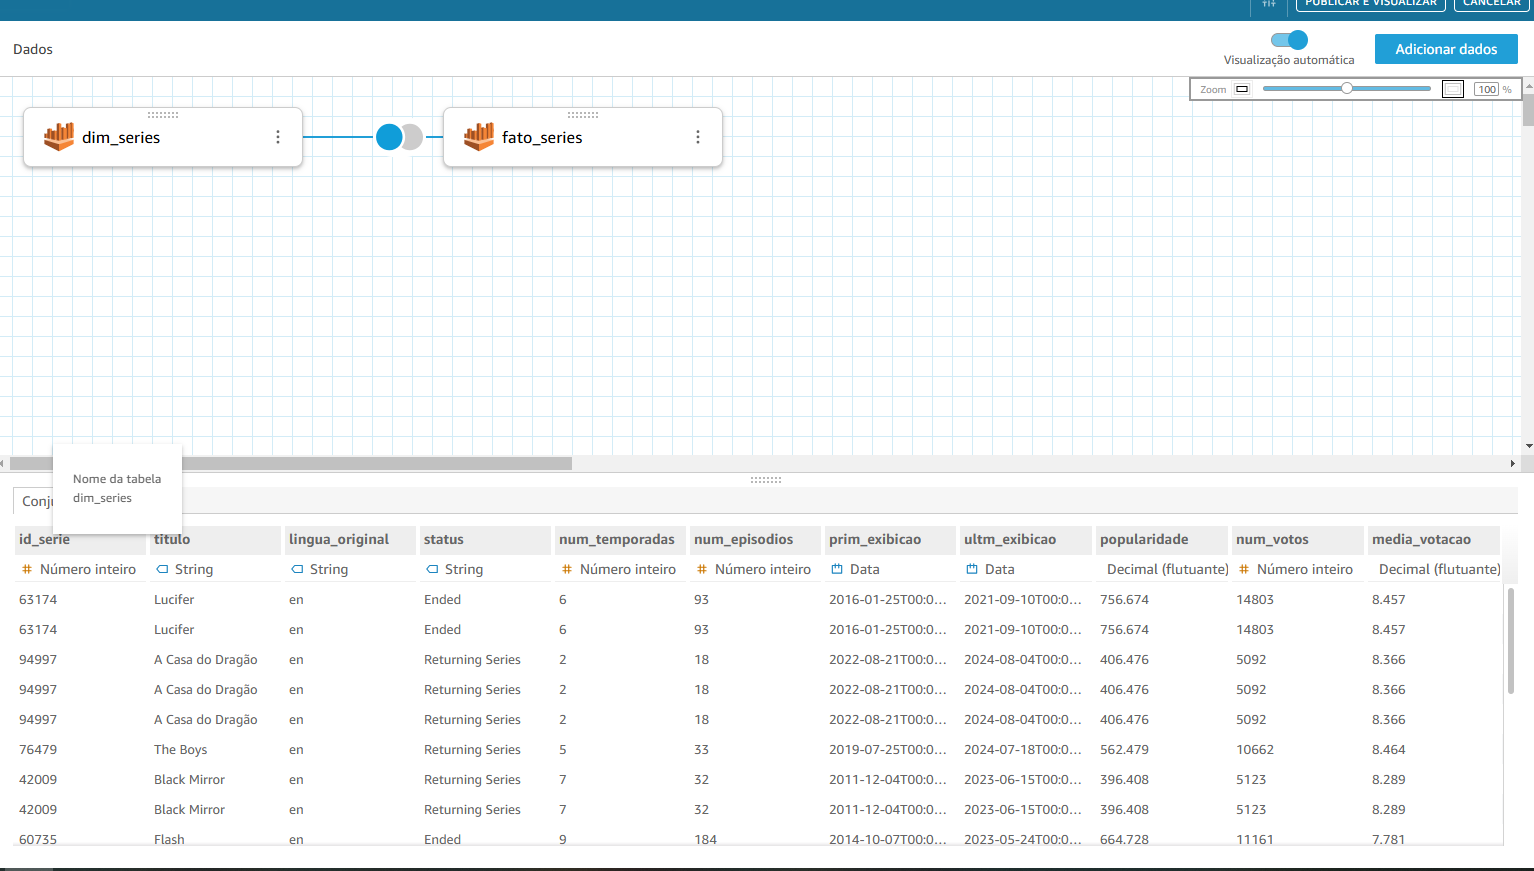 PUBLICAR E VISUALIZAR CANCELAR
Dados
Visualização automática
Adicionar dados
Zoom 100 %
dim_series
fato_series
Nome da tabela
dim_series
id_serie titulo lingua_original status num_temporadas num_episodios prim_exibicao ultm_exibicao popularidade num_votos media_votacao
# Número inteiro String String String # Número inteiro # Número inteiro Data Data Decimal (flutuante) # Número inteiro Decimal (flutuante)
63174 Lucifer en Ended 6 93 2016-01-25T00:0... 2021-09-10T00:0... 756.674 14803 8.457
63174 Lucifer en Ended 6 93 2016-01-25T00:0... 2021-09-10T00:0... 756.674 14803 8.457
94997 A Casa do Dragão en Returning Series 2 18 2022-08-21T00:0... 2024-08-04T00:0... 406.476 5092 8.366
94997 A Casa do Dragão en Returning Series 2 18 2022-08-21T00:0... 2024-08-04T00:0... 406.476 5092 8.366
94997 A Casa do Dragão en Returning Series 2 18 2022-08-21T00:0... 2024-08-04T00:0... 406.476 5092 8.366
76479 The Boys en Returning Series 5 33 2019-07-25T00:0... 2024-07-18T00:0... 562.479 10662 8.464
42009 Black Mirror en Returning Series 7 32 2011-12-04T00:0... 2023-06-15T00:0... 396.408 5123 8.289
42009 Black Mirror en Returning Series 7 32 2011-12-04T00:0... 2023-06-15T00:0... 396.408 5123 8.289
60735 Flash en Ended 9 184 2014-10-07T00:0... 2023-05-24T00:0... 664.728 11161 7.781